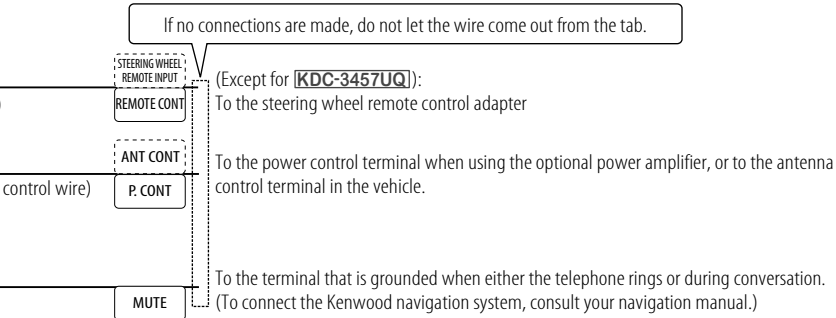 If no connections are made, do not let the wire come out from the tab.
STEERING WHEEL
REMOTE INPUT
REMOTE CONT
(Except for KDC-3457UQ):
To the steering wheel remote control adapter
ANT CONT
control wire)
P. CONT
To the power control terminal when using the optional power amplifier, or to the antenna
control terminal in the vehicle.
MUTE
To the terminal that is grounded when either the telephone rings or during conversation.
(To connect the Kenwood navigation system, consult your navigation manual.)